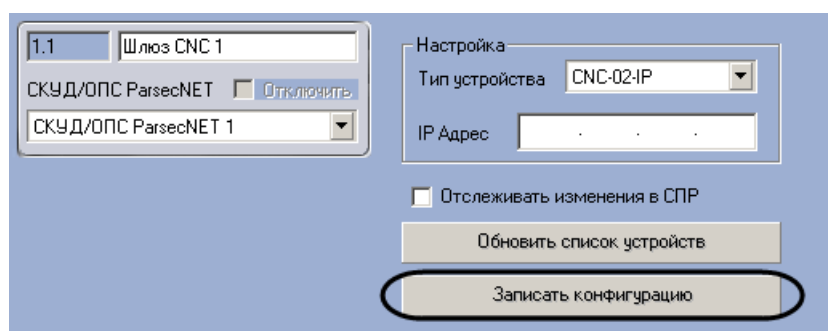 1.1 Шлюз CNC 1
СКУД/ОПС ParsecNET Отключить
СКУД/ОПС ParsecNET 1
Настройка
Тип устройства CNC-02-IP
IP Адрес . . .
Отслеживать изменения в СПР
Обновить список устройств
Записать конфигурацию